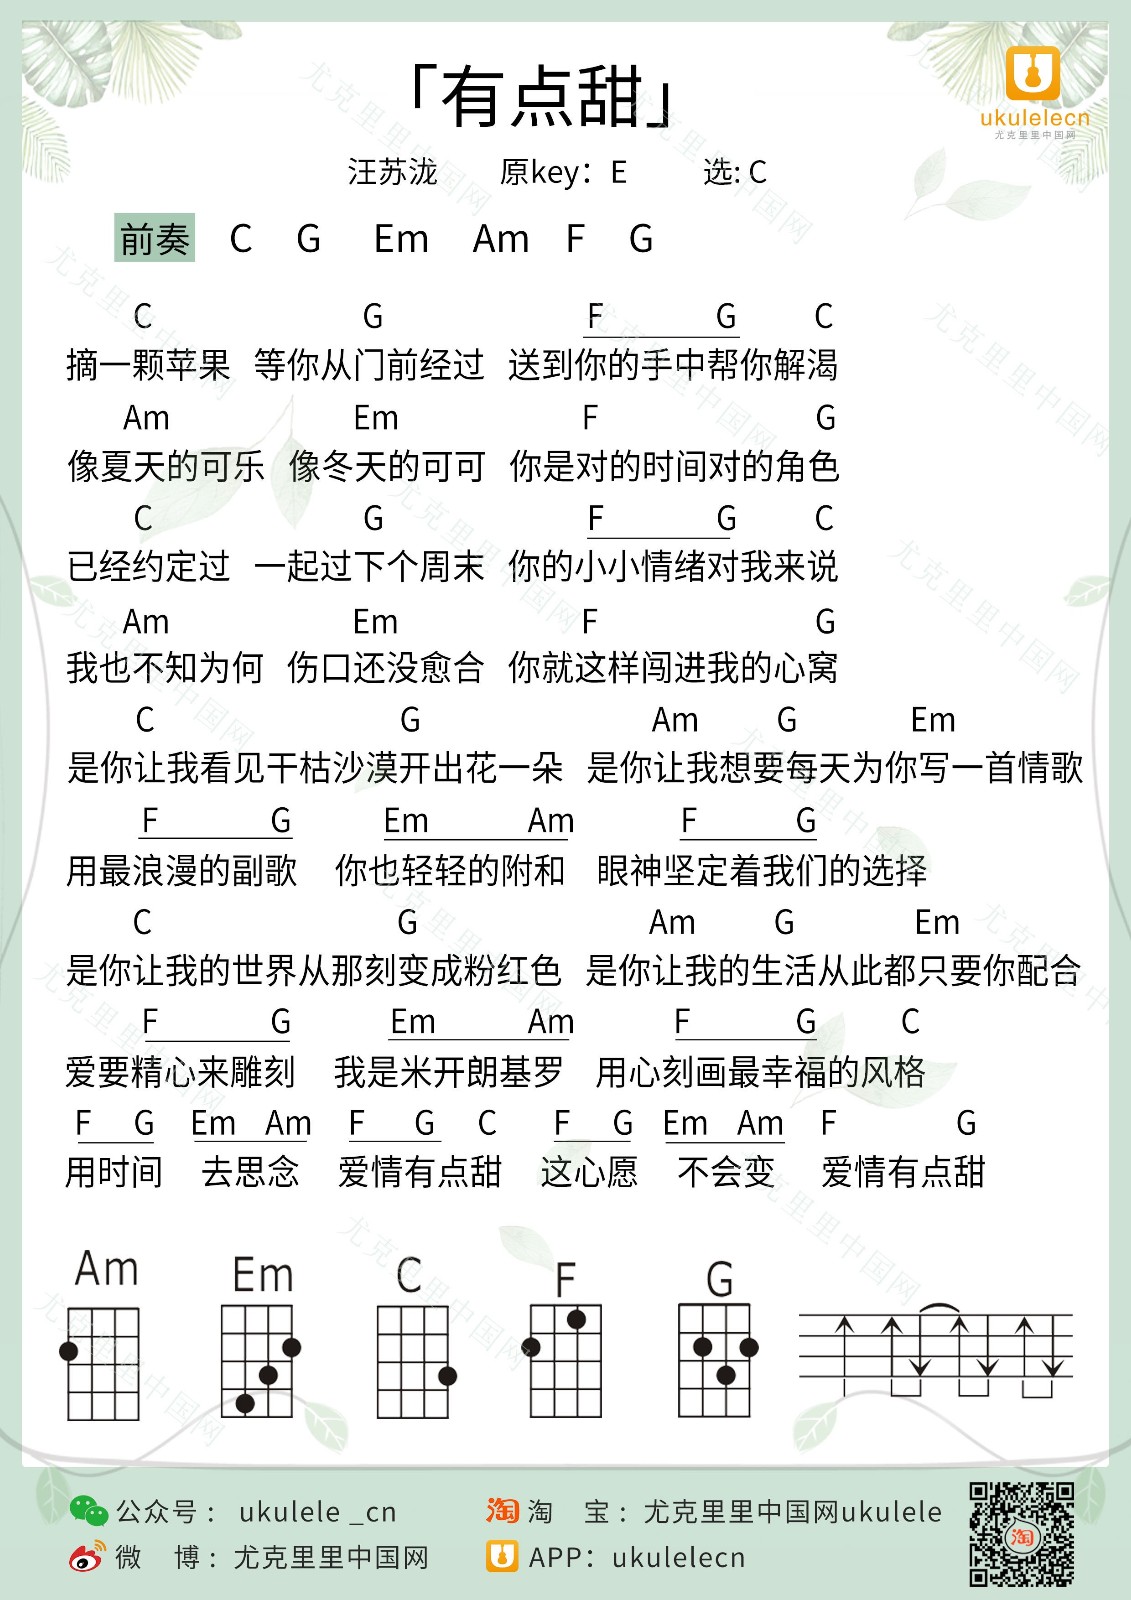 「有点甜」
ukulelecn
尤克里里中国网
汪苏泷 原key：E 选: C
前奏 C G Em Am F G
C G F G C
摘一颗苹果 等你从门前经过 送到你的手中帮你解渴
Am Em F G
像夏天的可乐 像冬天的可可 你是对的时间对的角色
C G F G C
已经约定过 一起过下个周末 你的小小情绪对我来说
Am Em F G
我也不知为何 伤口还没愈合 你就这样闯进我的心窝
C G Am G Em
是你让我看见干枯沙漠开出花一朵 是你让我想要每天为你写一首情歌
F G Em Am F G
用最浪漫的副歌 你也轻轻的附和 眼神坚定着我们的选择
C G Am G Em
是你让我的世界从那刻变成粉红色 是你让我的生活从此都只要你配合
F G Em Am F G C
爱要精心来雕刻 我是米开朗基罗 用心刻画最幸福的风格
F G Em Am F G C F G Em Am F G
用时间 去思念 爱情有点甜 这心愿 不会变 爱情有点甜
Am Em C F G
公众号： ukulele _cn
淘 淘 宝：尤克里里中国网ukulele
微 博：尤克里里中国网
APP：ukulelecn
淘